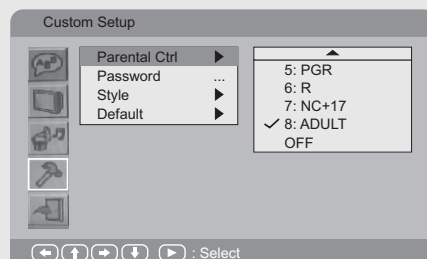 Custom Setup
Parental Ctrl
Password ...
Style
Default
5: PGR
6: R
7: NC+17
8: ADULT
OFF
: Select